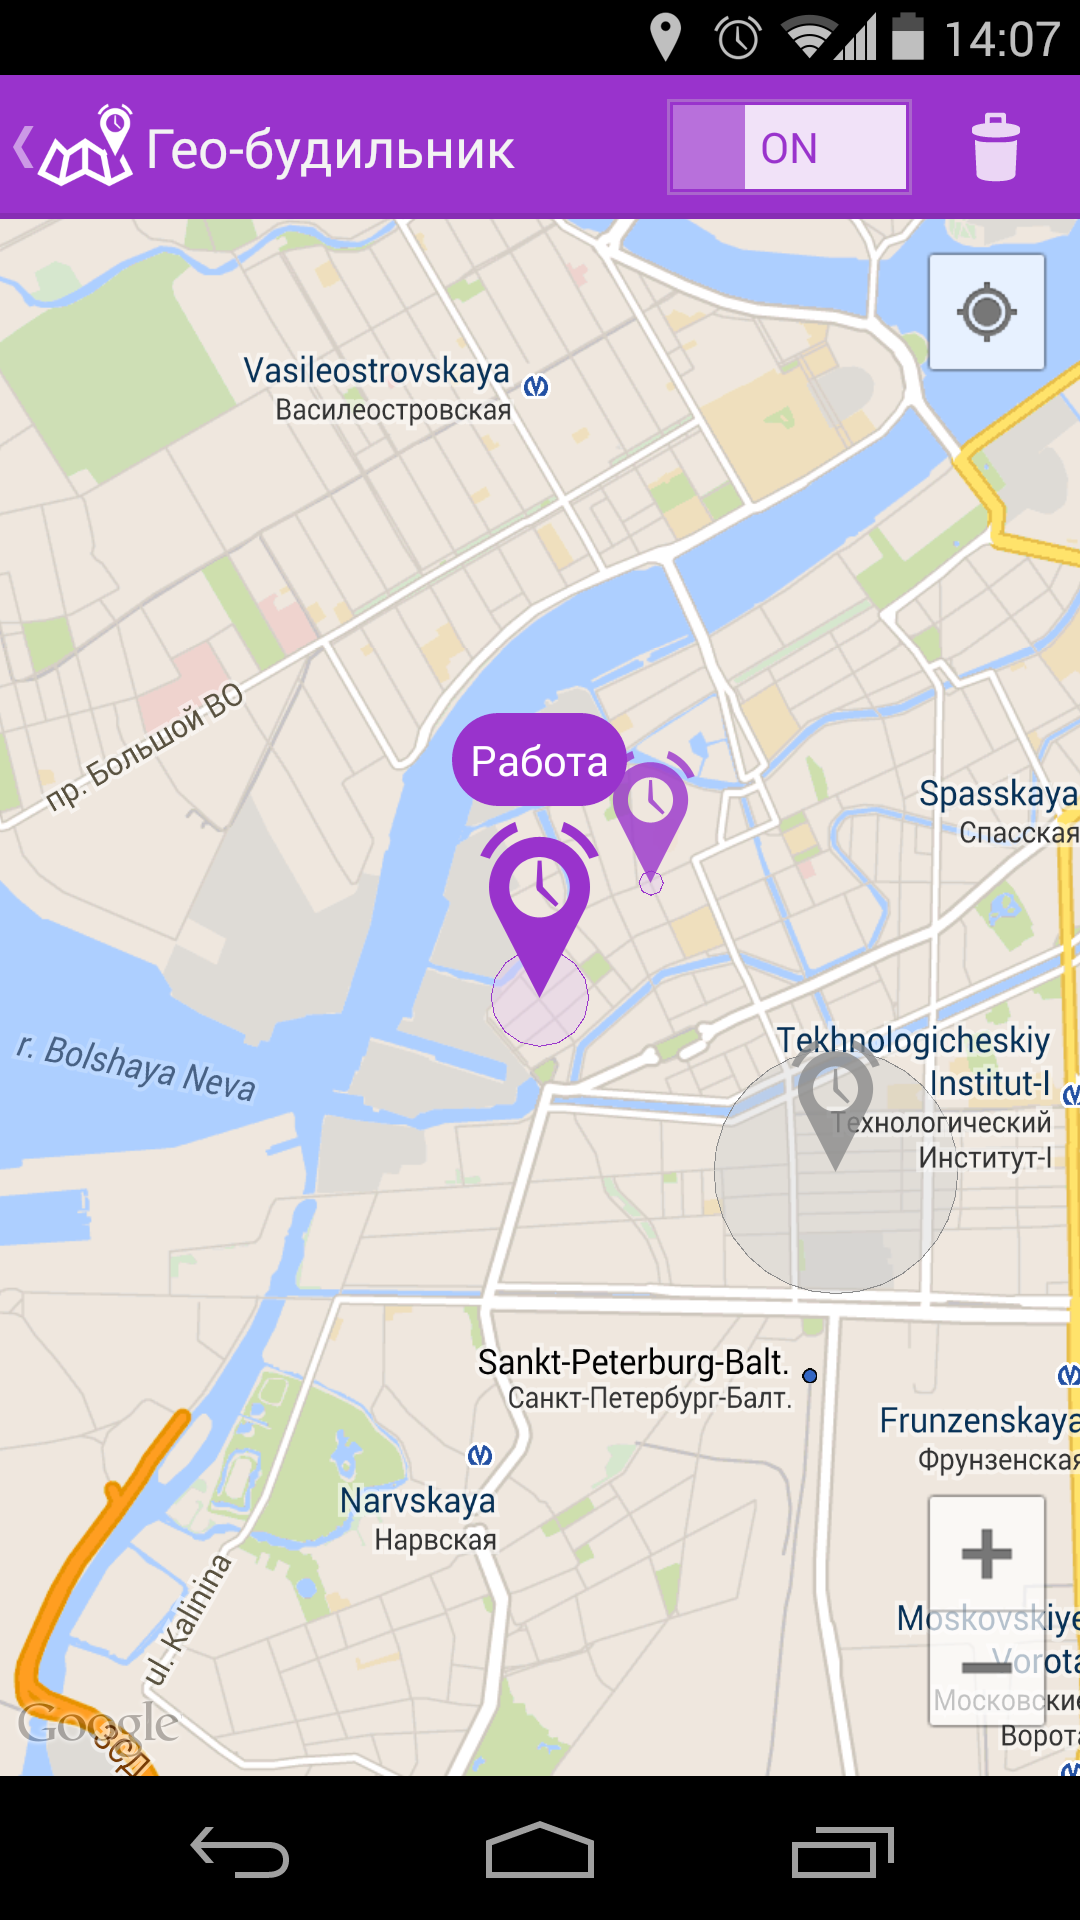 14:07
Гео-будильник
ON
Vasileostrovskaya
Василеостровская
пр. Большой ВО
Работа
Spasskaya
Спасская
r. Bolshaya Neva
Tekhnologicheskiy
Institut-I
Технологический
Институт-I
Sankt-Peterburg-Balt.
Санкт-Петербург-Балт.
Frunzenskaya
Фрунзенская
Narvskaya
Нарвская
ul. Kalinina
Moskovskiye
Vorota
Московские
Ворота
Google
ЗСД